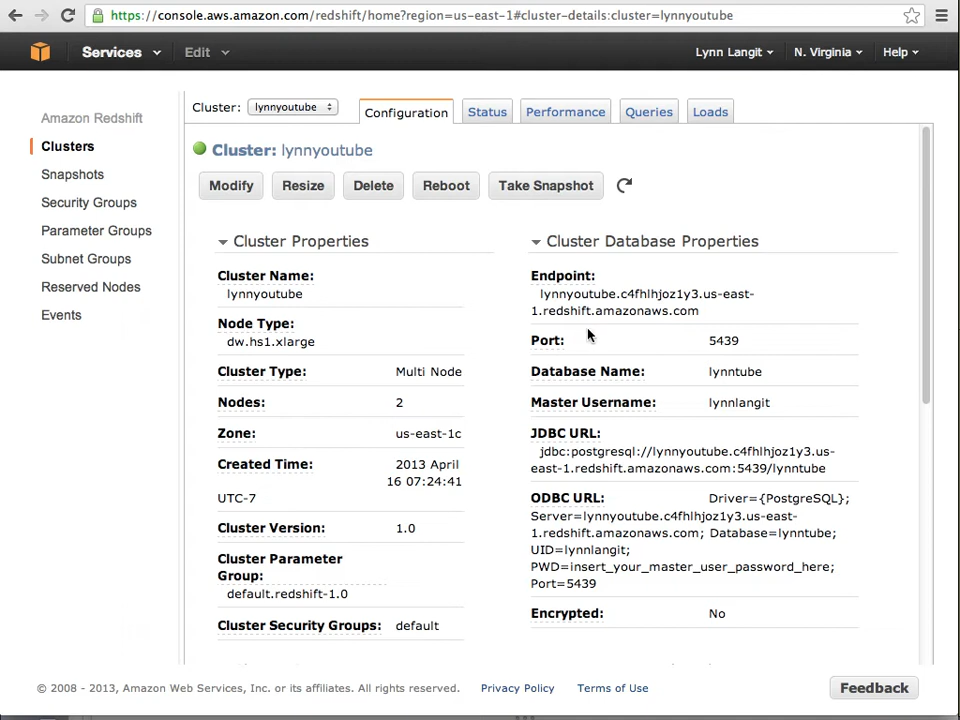 https://console.aws.amazon.com/redshift/home?region=us-east-1#cluster-details:cluster=lynnyoutube
Services Edit Lynn Langit N. Virginia Help
Amazon Redshift
Clusters
Snapshots
Security Groups
Parameter Groups
Subnet Groups
Reserved Nodes
Events
Cluster: lynnyoutube Configuration Status Performance Queries Loads
Cluster: lynnyoutube
Modify Resize Delete Reboot Take Snapshot
Cluster Properties
Cluster Name:
lynnyoutube
Node Type:
dw.hs1.xlarge
Cluster Type: Multi Node
Nodes: 2
Zone: us-east-1c
Created Time: 2013 April
16 07:24:41
UTC-7
Cluster Version: 1.0
Cluster Parameter
Group:
default.redshift-1.0
Cluster Security Groups: default
Cluster Database Properties
Endpoint:
lynnyoutube.c4fhlhjoz1y3.us-east-
1.redshift.amazonaws.com
Port: 5439
Database Name: lynntube
Master Username: lynnlangit
JDBC URL:
jdbc:postgresql://lynnyoutube.c4fhlhjoz1y3.us-
east-1.redshift.amazonaws.com:5439/lynntube
ODBC URL: Driver={PostgreSQL};
Server=lynnyoutube.c4fhlhjoz1y3.us-east-
1.redshift.amazonaws.com; Database=lynntube;
UID=lynnlangit;
PWD=insert_your_master_user_password_here;
Port=5439
Encrypted: No
© 2008 - 2013, Amazon Web Services, Inc. or its affiliates. All rights reserved. Privacy Policy Terms of Use Feedback